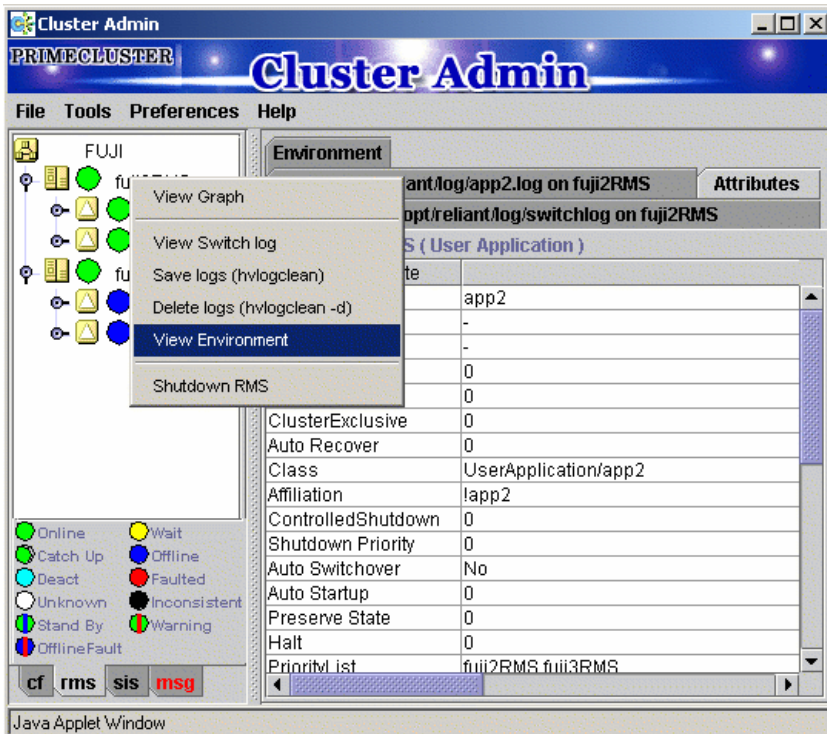 Cluster Admin
PRIMECLUSTER
Cluster Admin
File Tools Preferences Help
FUJI
View Graph
View Switch log
Save logs (hvlogclean)
Delete logs (hvlogclean -d)
View Environment
Shutdown RMS
Online Wait
Catch Up Offline
Deact Faulted
Unknown Inconsistent
Stand By Warning
OfflineFault
cf rms sis msg
Environment
ant/log/app2.log on fuji2RMS Attributes
opt/reliant/log/switchlog on fuji2RMS
S ( User Application )
te
app2
-
-
0
0
ClusterExclusive 0
Auto Recover 0
Class UserApplication/app2
Affiliation !app2
ControlledShutdown 0
Shutdown Priority 0
Auto Switchover No
Auto Startup 0
Preserve State 0
Halt 0
PriorityList fuji2RMS fuji3RMS
Java Applet Window